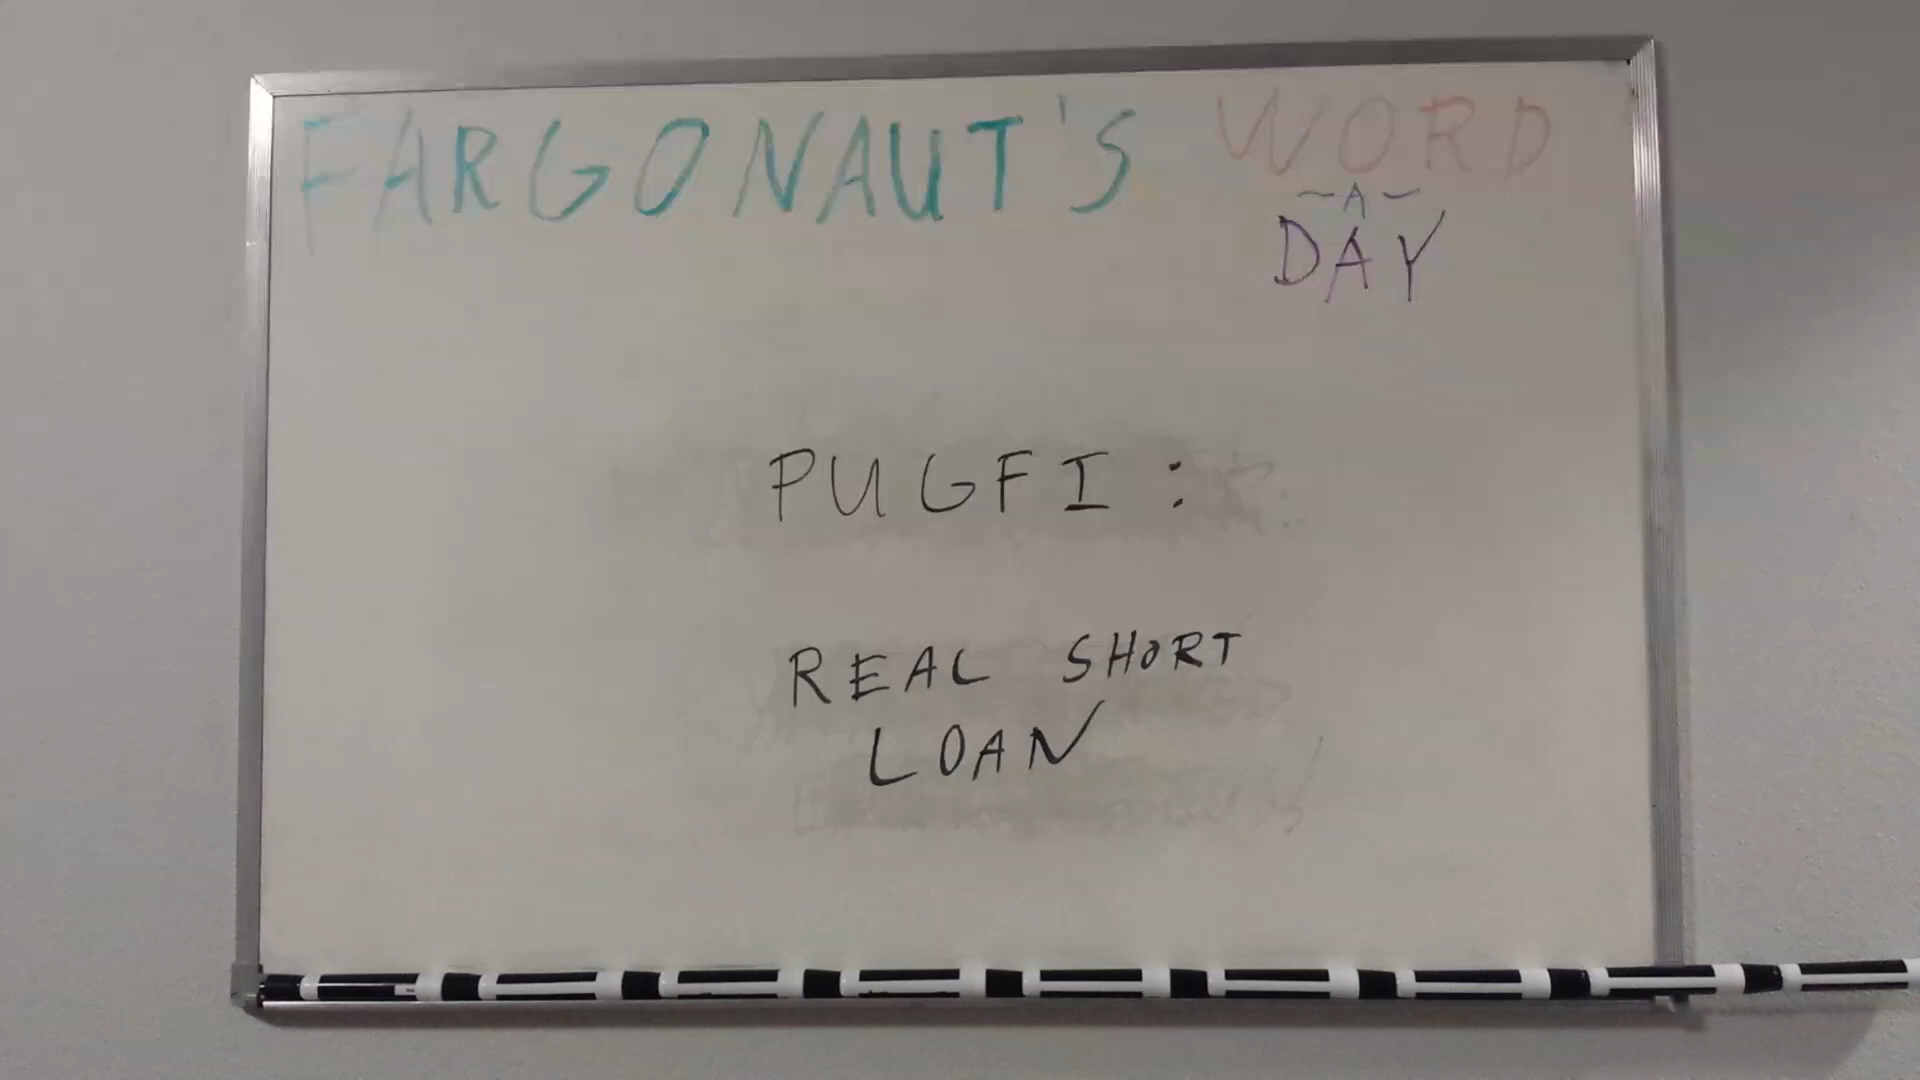 FARGONAUT'S WORD
~A~
DAY
PUGFI:
REAL SHORT
LOAN